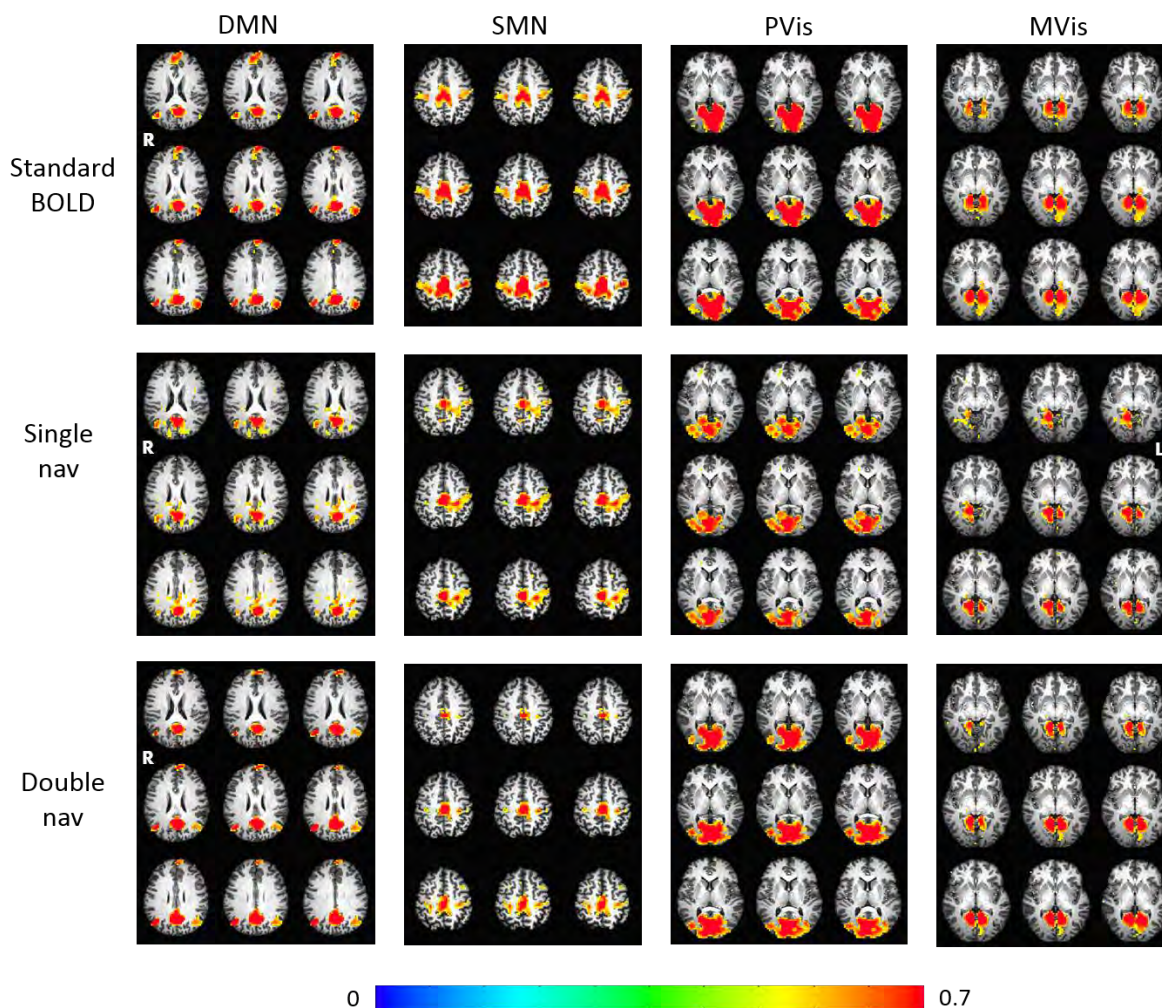 DMN SMN PVis MVis
Standard
BOLD
R
Single
nav
R
L
Double
nav
R
0 0.7